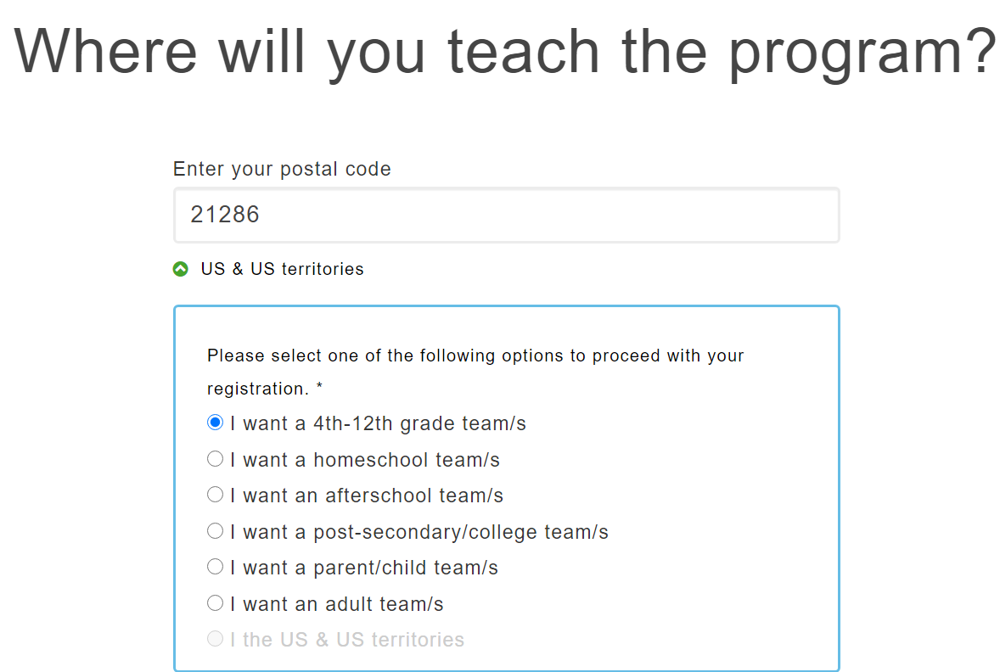 Where will you teach the program?
Enter your postal code
21286
US & US territories
Please select one of the following options to proceed with your
registration. *
I want a 4th-12th grade team/s
I want a homeschool team/s
I want an afterschool team/s
I want a post-secondary/college team/s
I want a parent/child team/s
I want an adult team/s
I the US & US territories